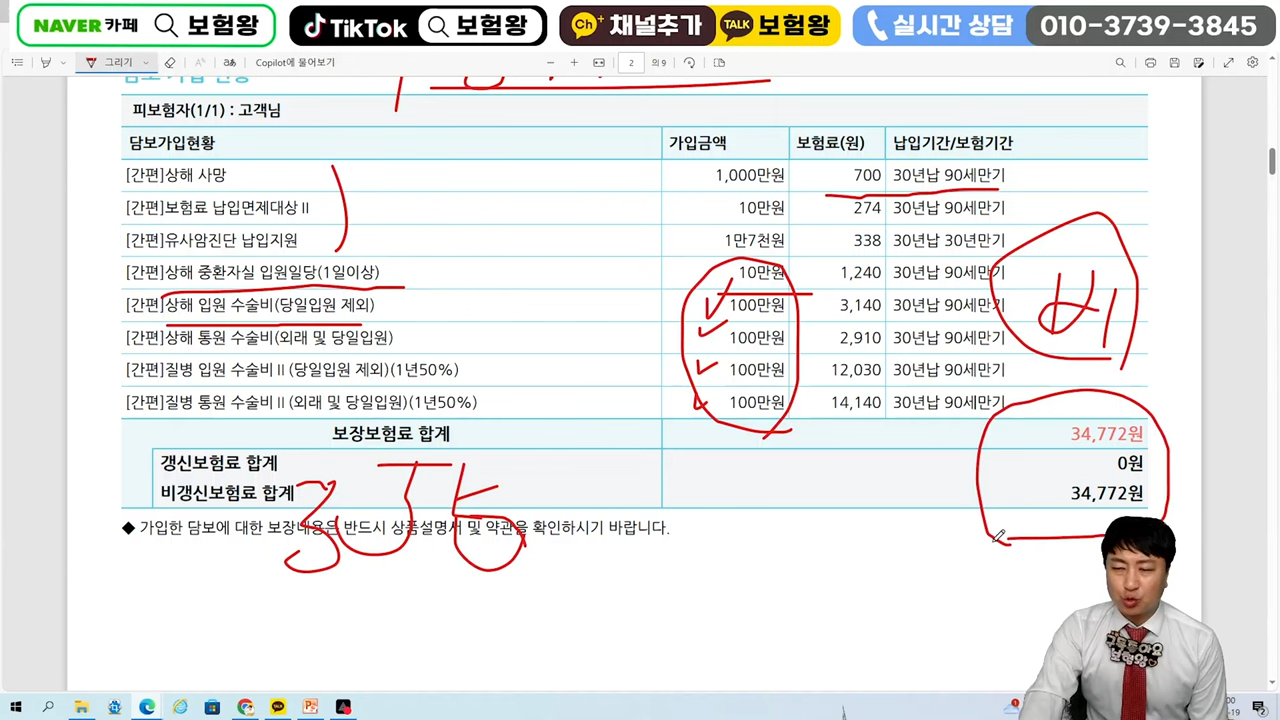 NAVER 카페 보험왕 TikTok 보험왕 Ch+ 채널추가 TALK 보험왕 실시간 상담 010-3739-3845
그리기 Copilot에 물어보기 2 의 9
피보험자(1/1) : 고객님
담보가입현황 가입금액 보험료(원) 납입기간/보험기간
[간편]상해 사망 1,000만원 700 30년납 90세만기
[간편]보험료 납입면제대상Ⅱ 10만원 274 30년납 90세만기
[간편]유사암진단 납입지원 1만7천원 338 30년납 30년만기
[간편]상해 중환자실 입원일당(1일이상) 10만원 1,240 30년납 90세만기
[간편]상해 입원 수술비(당일입원 제외) 100만원 3,140 30년납 90세만기
비
[간편]상해 통원 수술비(외래 및 당일입원) 100만원 2,910 30년납 90세만기
[간편]질병 입원 수술비Ⅱ(당일입원 제외)(1년50%) 100만원 12,030 30년납 90세만기
[간편]질병 통원 수술비Ⅱ(외래 및 당일입원)(1년50%) 100만원 14,140 30년납 90세만기
보장보험료 합계 34,772원
갱신보험료 합계 0원
비갱신보험료 합계 34,772원
◆ 가입한 담보에 대한 보장내용은 반드시 상품설명서 및 약관을 확인하시기 바랍니다.
구독좋아요
보험왕